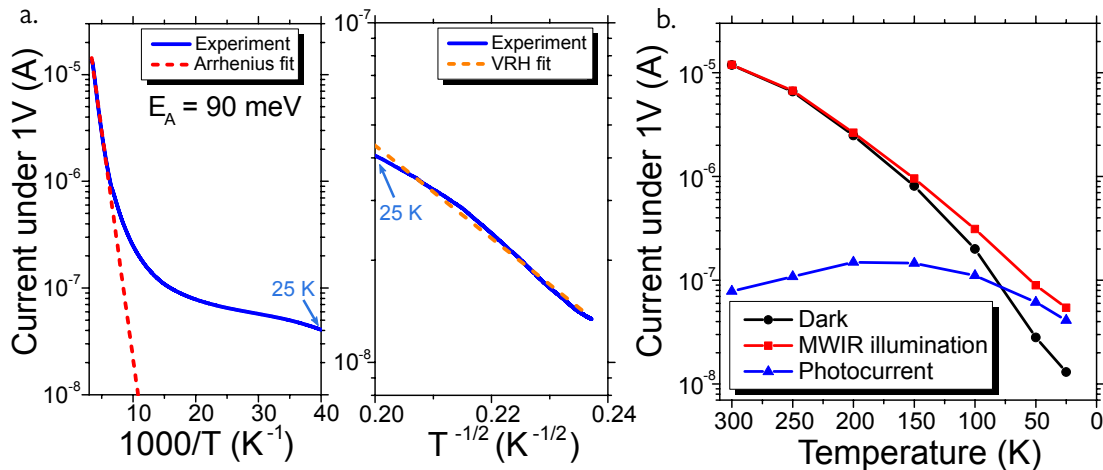 a.
Current under 1V (A)
10⁻⁵
10⁻⁶
10⁻⁷
10⁻⁸
Experiment
Arrhenius fit
E_A = 90 meV
25 K
10 20 30 40
1000/T (K⁻¹)
10⁻⁷
10⁻⁸
Experiment
VRH fit
25 K
0.20 0.22 0.24
T⁻¹/² (K⁻¹/²)
b.
Current under 1V (A)
10⁻⁵
10⁻⁶
10⁻⁷
10⁻⁸
Dark
MWIR illumination
Photocurrent
300 250 200 150 100 50 0
Temperature (K)